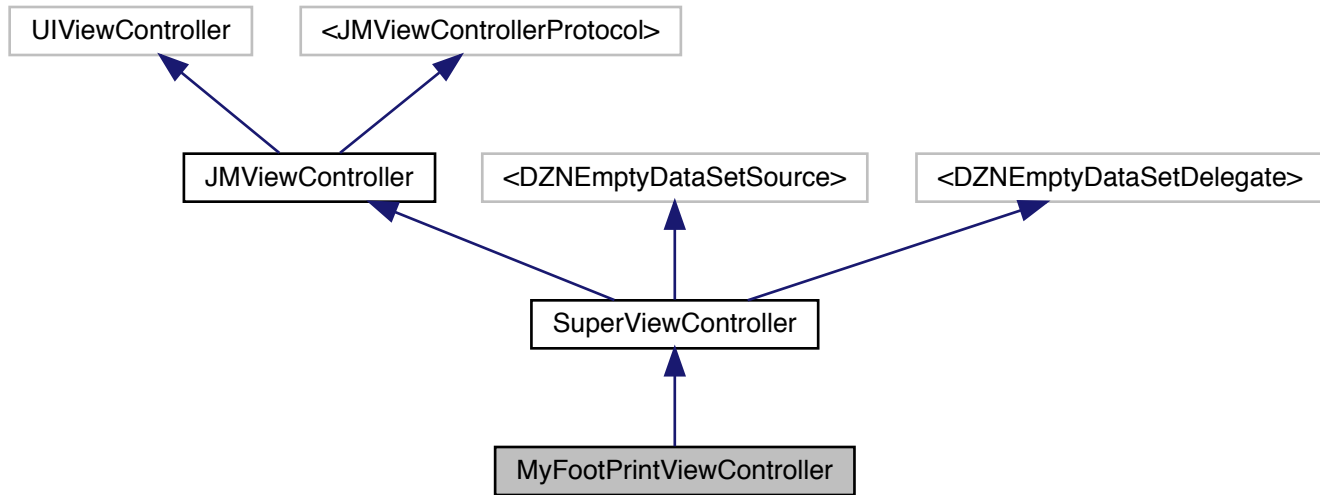 UIViewController
<JMViewControllerProtocol>
JMViewController
<DZNEmptyDataSetSource>
<DZNEmptyDataSetDelegate>
SuperViewController
MyFootPrintViewController